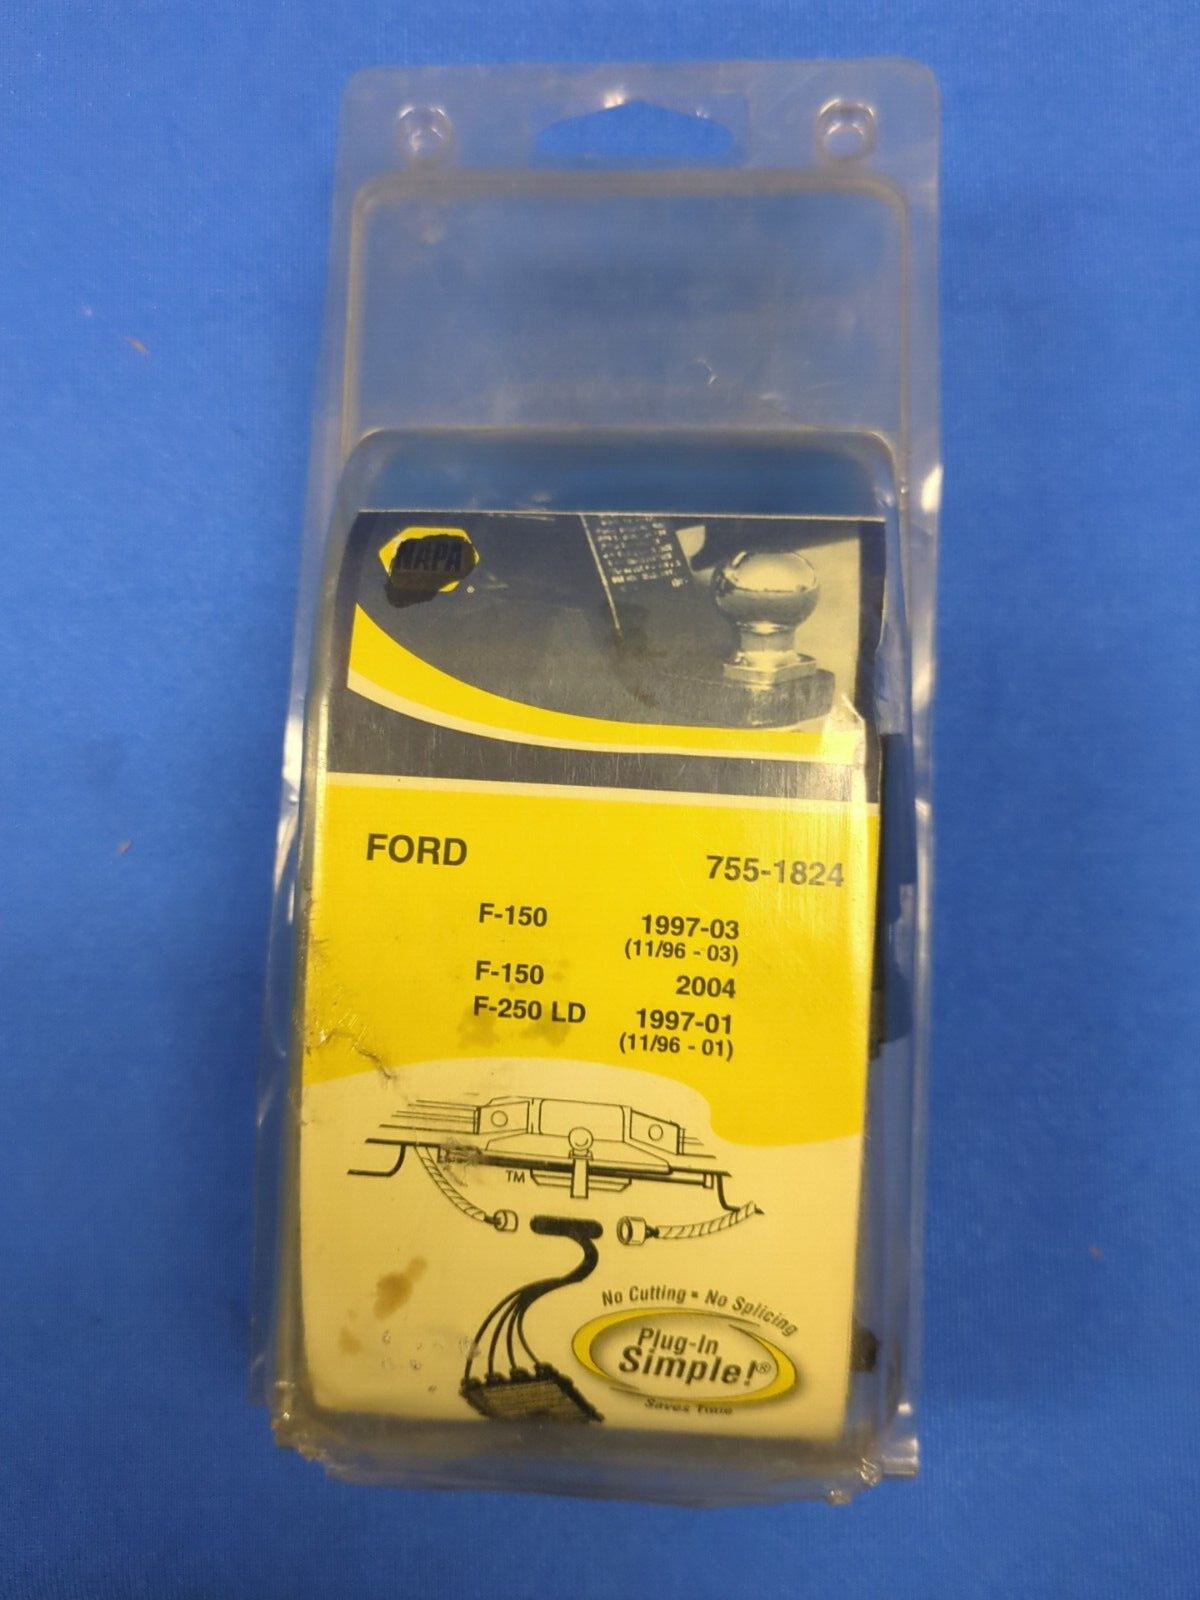 NAPA
®
FORD
755-1824
F-150 1997-03
(11/96 - 03)
F-150 2004
F-250 LD 1997-01
(11/96 - 01)
TM
No Cutting ▪ No Splicing
Plug-In
Simple!®
Saves Time